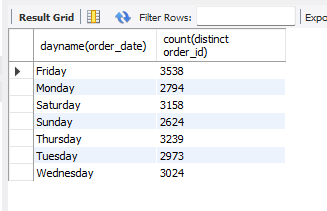 Result Grid Filter Rows: Expo
dayname(order_date) count(distinct
order_id)
Friday 3538
Monday 2794
Saturday 3158
Sunday 2624
Thursday 3239
Tuesday 2973
Wednesday 3024